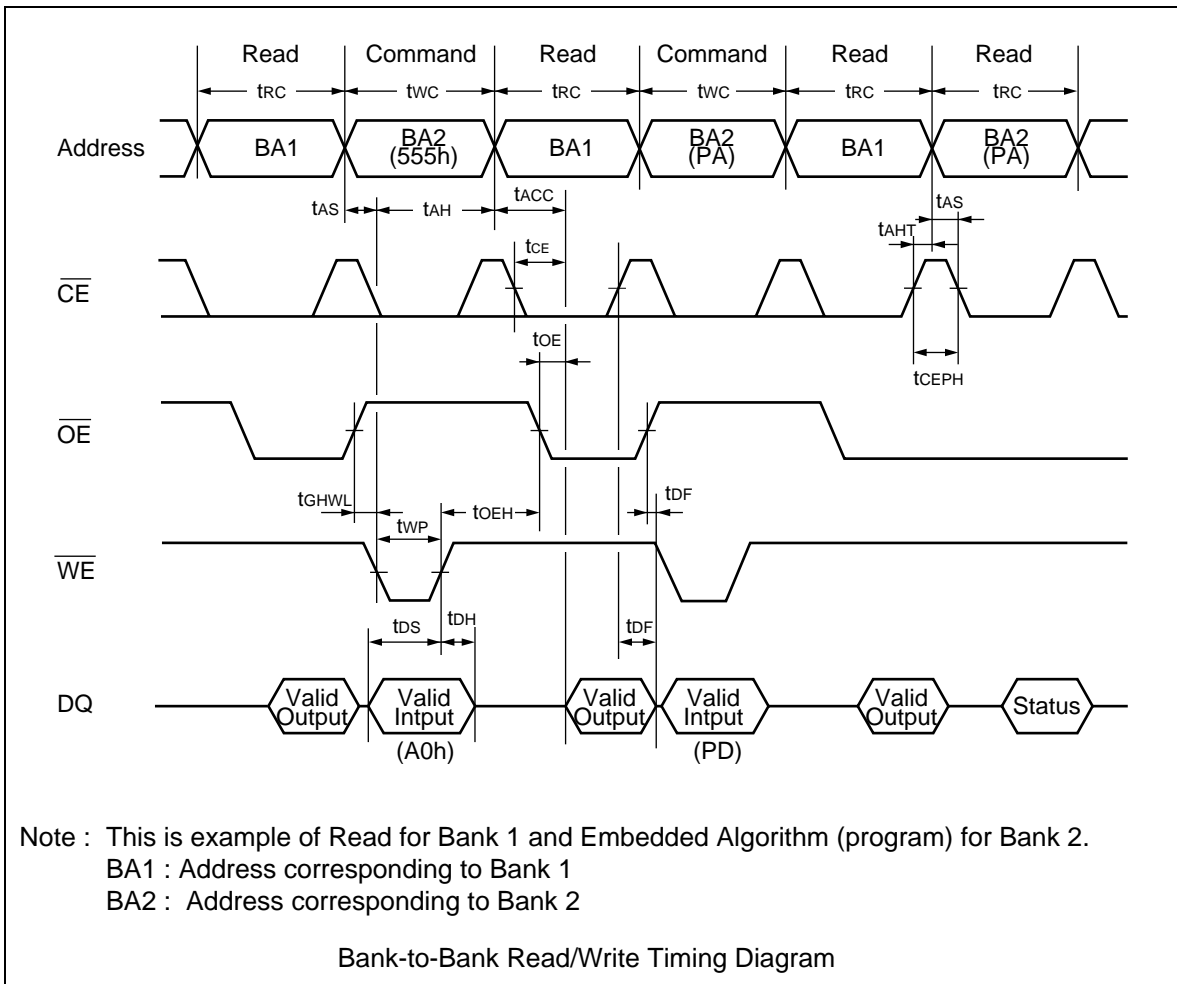 Read Command Read Command Read Read
tRC tWC tRC tWC tRC tRC
Address BA1 BA2 (555h) BA1 BA2 (PA) BA1 BA2 (PA)
tAS tAH tACC tAS
tAHT
tCE
CE
tOE
tCEPH
OE
tGHWL tDF
tWP tOEH
WE
tDS tDH tDF
DQ Valid Output Valid Intput Valid Output Valid Intput Valid Output Status
(A0h) (PD)
Note : This is example of Read for Bank 1 and Embedded Algorithm (program) for Bank 2.
BA1 : Address corresponding to Bank 1
BA2 : Address corresponding to Bank 2
Bank-to-Bank Read/Write Timing Diagram